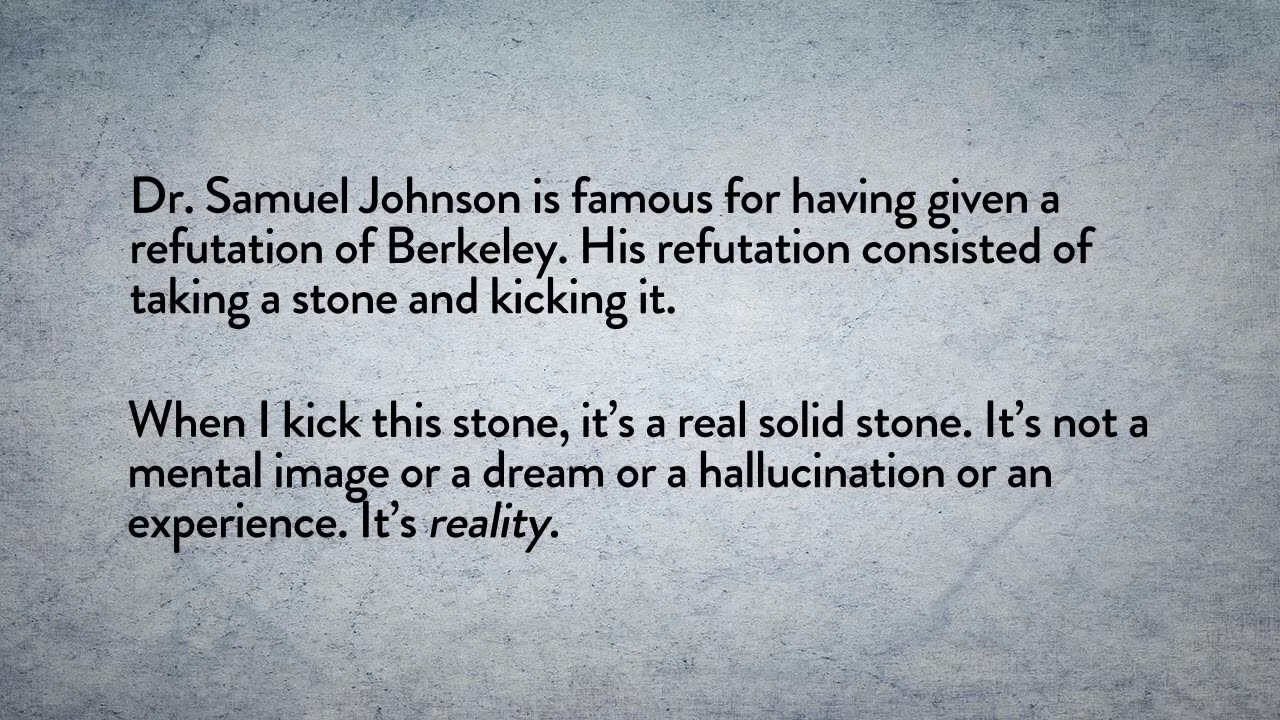 Dr. Samuel Johnson is famous for having given a
refutation of Berkeley. His refutation consisted of
taking a stone and kicking it.
When I kick this stone, it’s a real solid stone. It’s not a
mental image or a dream or a hallucination or an
experience. It’s reality.